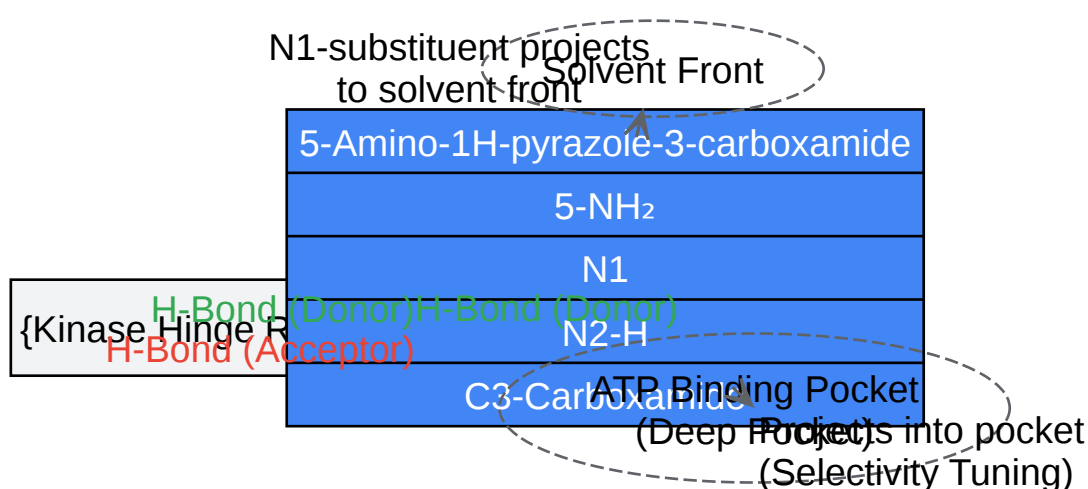 N1-substituent projects
to solvent front
Solvent Front
5-Amino-1H-pyrazole-3-carboxamide
5-NH₂
N1
H-Bond (Donor)H-Bond (Donor)
{Kinase Hinge R
N2-H
H-Bond (Acceptor)
ATP Binding Pocket
(Deep Pocket)
C3-Carboxamide
Projects into pocket
(Selectivity Tuning)